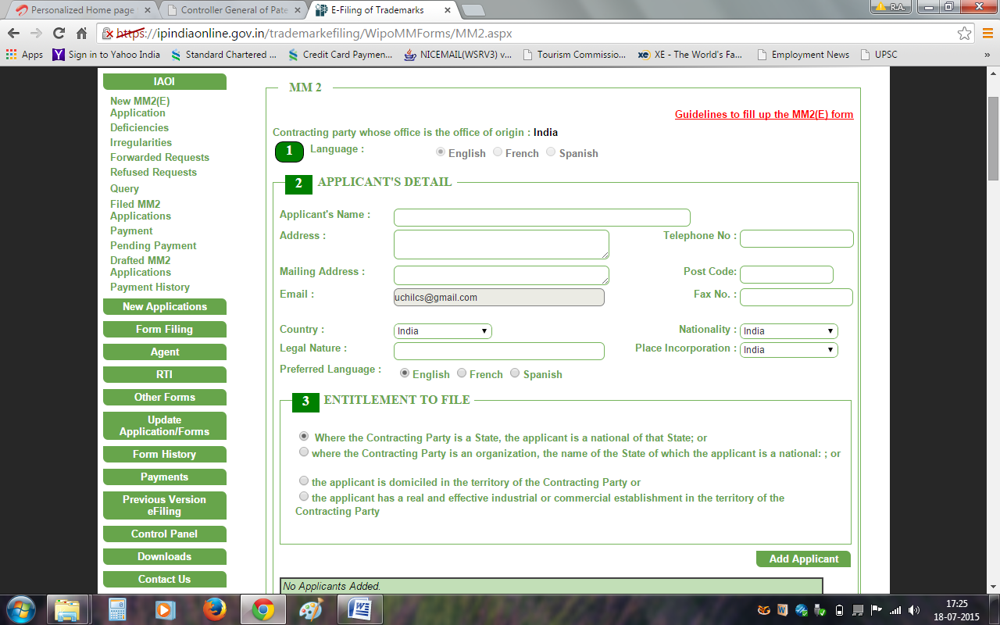 Personalized Home page
Controller General of Pate
E-Filing of Trademarks
R.A.
https://ipindiaonline.gov.in/trademarkefiling/WipoMMForms/MM2.aspx
Apps
Sign in to Yahoo India
Standard Chartered ...
Credit Card Paymen...
NICEMAIL(WSRV3) v...
Tourism Commissio...
XE - The World's Fa...
Employment News
UPSC
»
IAOI
New MM2(E)
Application
Deficiencies
Irregularities
Forwarded Requests
Refused Requests
Query
Filed MM2
Applications
Payment
Pending Payment
Drafted MM2
Applications
Payment History
New Applications
Form Filing
Agent
RTI
Other Forms
Update
Application/Forms
Form History
Payments
Previous Version
eFiling
Control Panel
Downloads
Contact Us
MM 2
Guidelines to fill up the MM2(E) form
Contracting party whose office is the office of origin : India
1 Language : English French Spanish
2 APPLICANT'S DETAIL
Applicant's Name :
Address : Telephone No :
Mailing Address : Post Code:
Email : uchilcs@gmail.com Fax No. :
Country : India Nationality : India
Legal Nature : Place Incorporation : India
Preferred Language : English French Spanish
3 ENTITLEMENT TO FILE
Where the Contracting Party is a State, the applicant is a national of that State; or
where the Contracting Party is an organization, the name of the State of which the applicant is a national: ; or
the applicant is domiciled in the territory of the Contracting Party or
the applicant has a real and effective industrial or commercial establishment in the territory of the
Contracting Party
Add Applicant
No Applicants Added.
17:25
18-07-2015